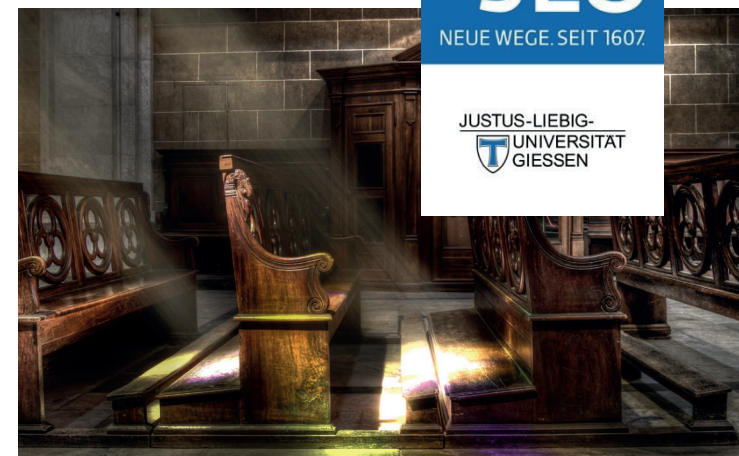 NEUE WEGE. SEIT 1607.
JUSTUS-LIEBIG-
UNIVERSITÄT
GIESSEN